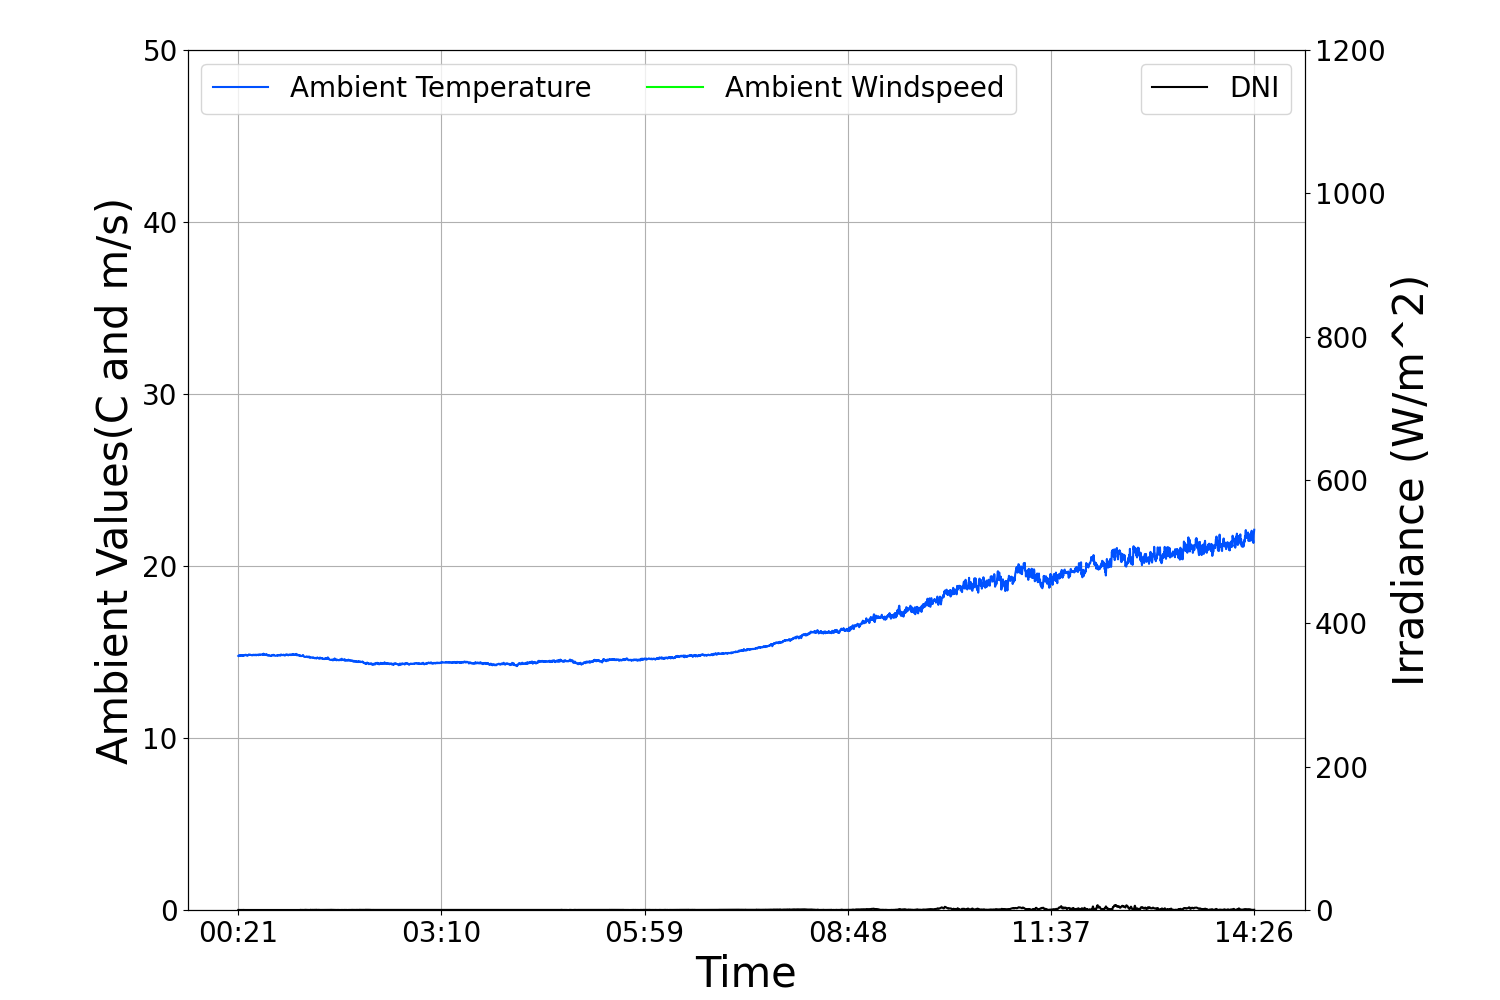 Ambient Temperature Ambient Windspeed DNI
50 1200
1000
40
800
30
600
20
400
10
200
0 0
00:21 03:10 05:59 08:48 11:37 14:26
Time
Ambient Values(C and m/s)
Irradiance (W/m^2)